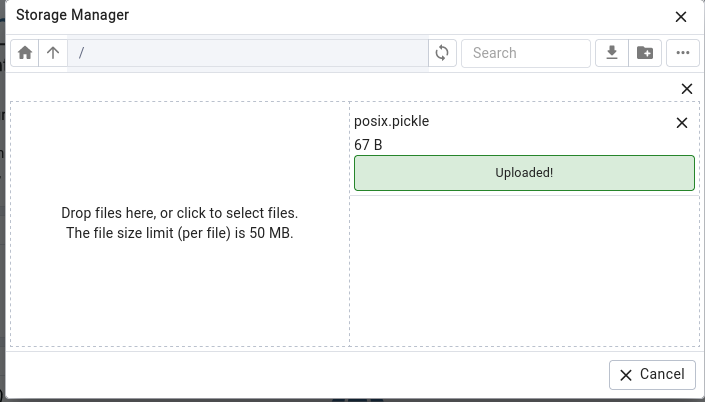 Storage Manager
/
Search
posix.pickle
67 B
Uploaded!
Drop files here, or click to select files.
The file size limit (per file) is 50 MB.
Cancel